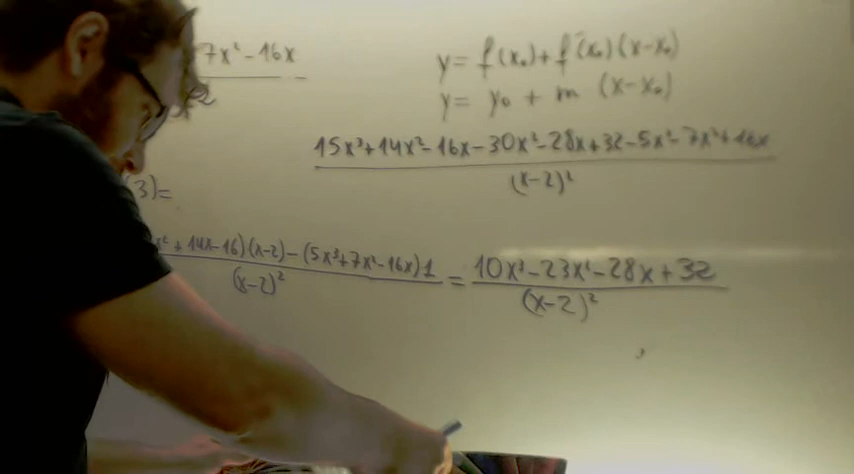 7x² - 16x
y = f(x₀) + f'(x₀)(x-x₀)
y = y₀ + m (x-x₀)
15x³+14x²-16x-30x²-28x+32-5x³-7x²+16x
(x-2)²
(3)=
x² + 14x-16)(x-2)-(5x³+7x²-16x)1 = 10x³-23x²-28x+32
(x-2)² (x-2)²